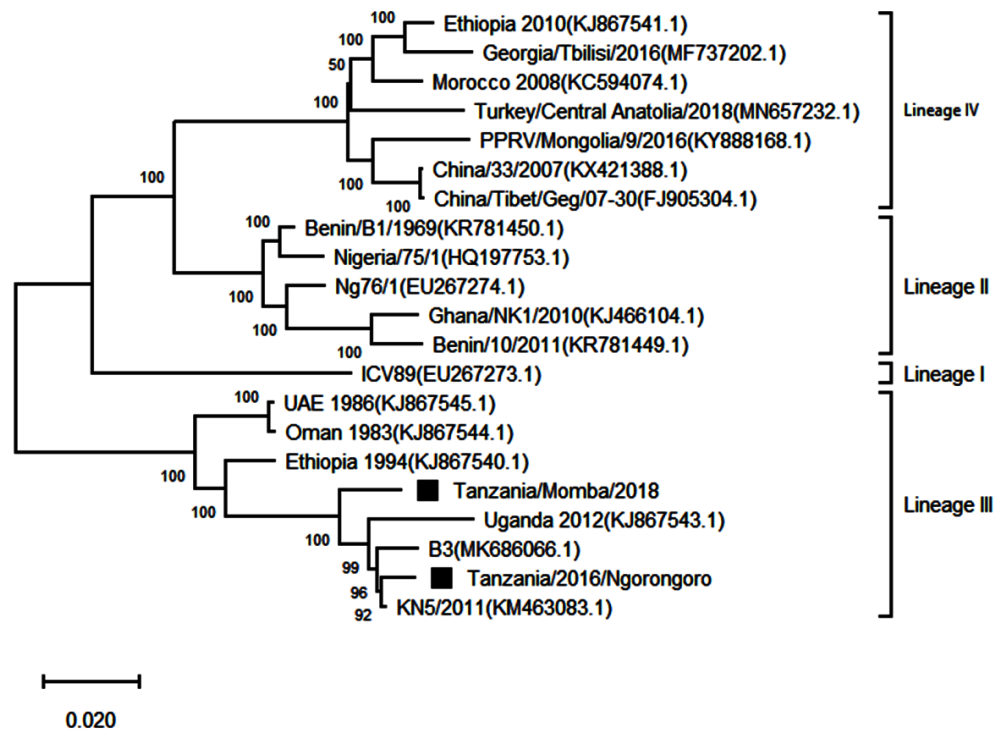 100
Ethiopia 2010(KJ867541.1)
100
Georgia/Tbilisi/2016(MF737202.1)
50
Morocco 2008(KC594074.1)
100
Turkey/Central Anatolia/2018(MN657232.1)
Lineage IV
PPRV/Mongolia/9/2016(KY888168.1)
100
China/33/2007(KX421388.1)
100
China/Tibet/Geg/07-30(FJ905304.1)
100
100
Benin/B1/1969(KR781450.1)
Nigeria/75/1(HQ197753.1)
100
Ng76/1(EU267274.1)
Lineage II
100
Ghana/NK1/2010(KJ466104.1)
100
Benin/10/2011(KR781449.1)
ICV89(EU267273.1)
Lineage I
100
UAE 1986(KJ867545.1)
Oman 1983(KJ867544.1)
100
Ethiopia 1994(KJ867540.1)
100
Tanzania/Momba/2018
Lineage III
100
Uganda 2012(KJ867543.1)
99
B3(MK686066.1)
96
Tanzania/2016/Ngorongoro
92
KN5/2011(KM463083.1)
0.020